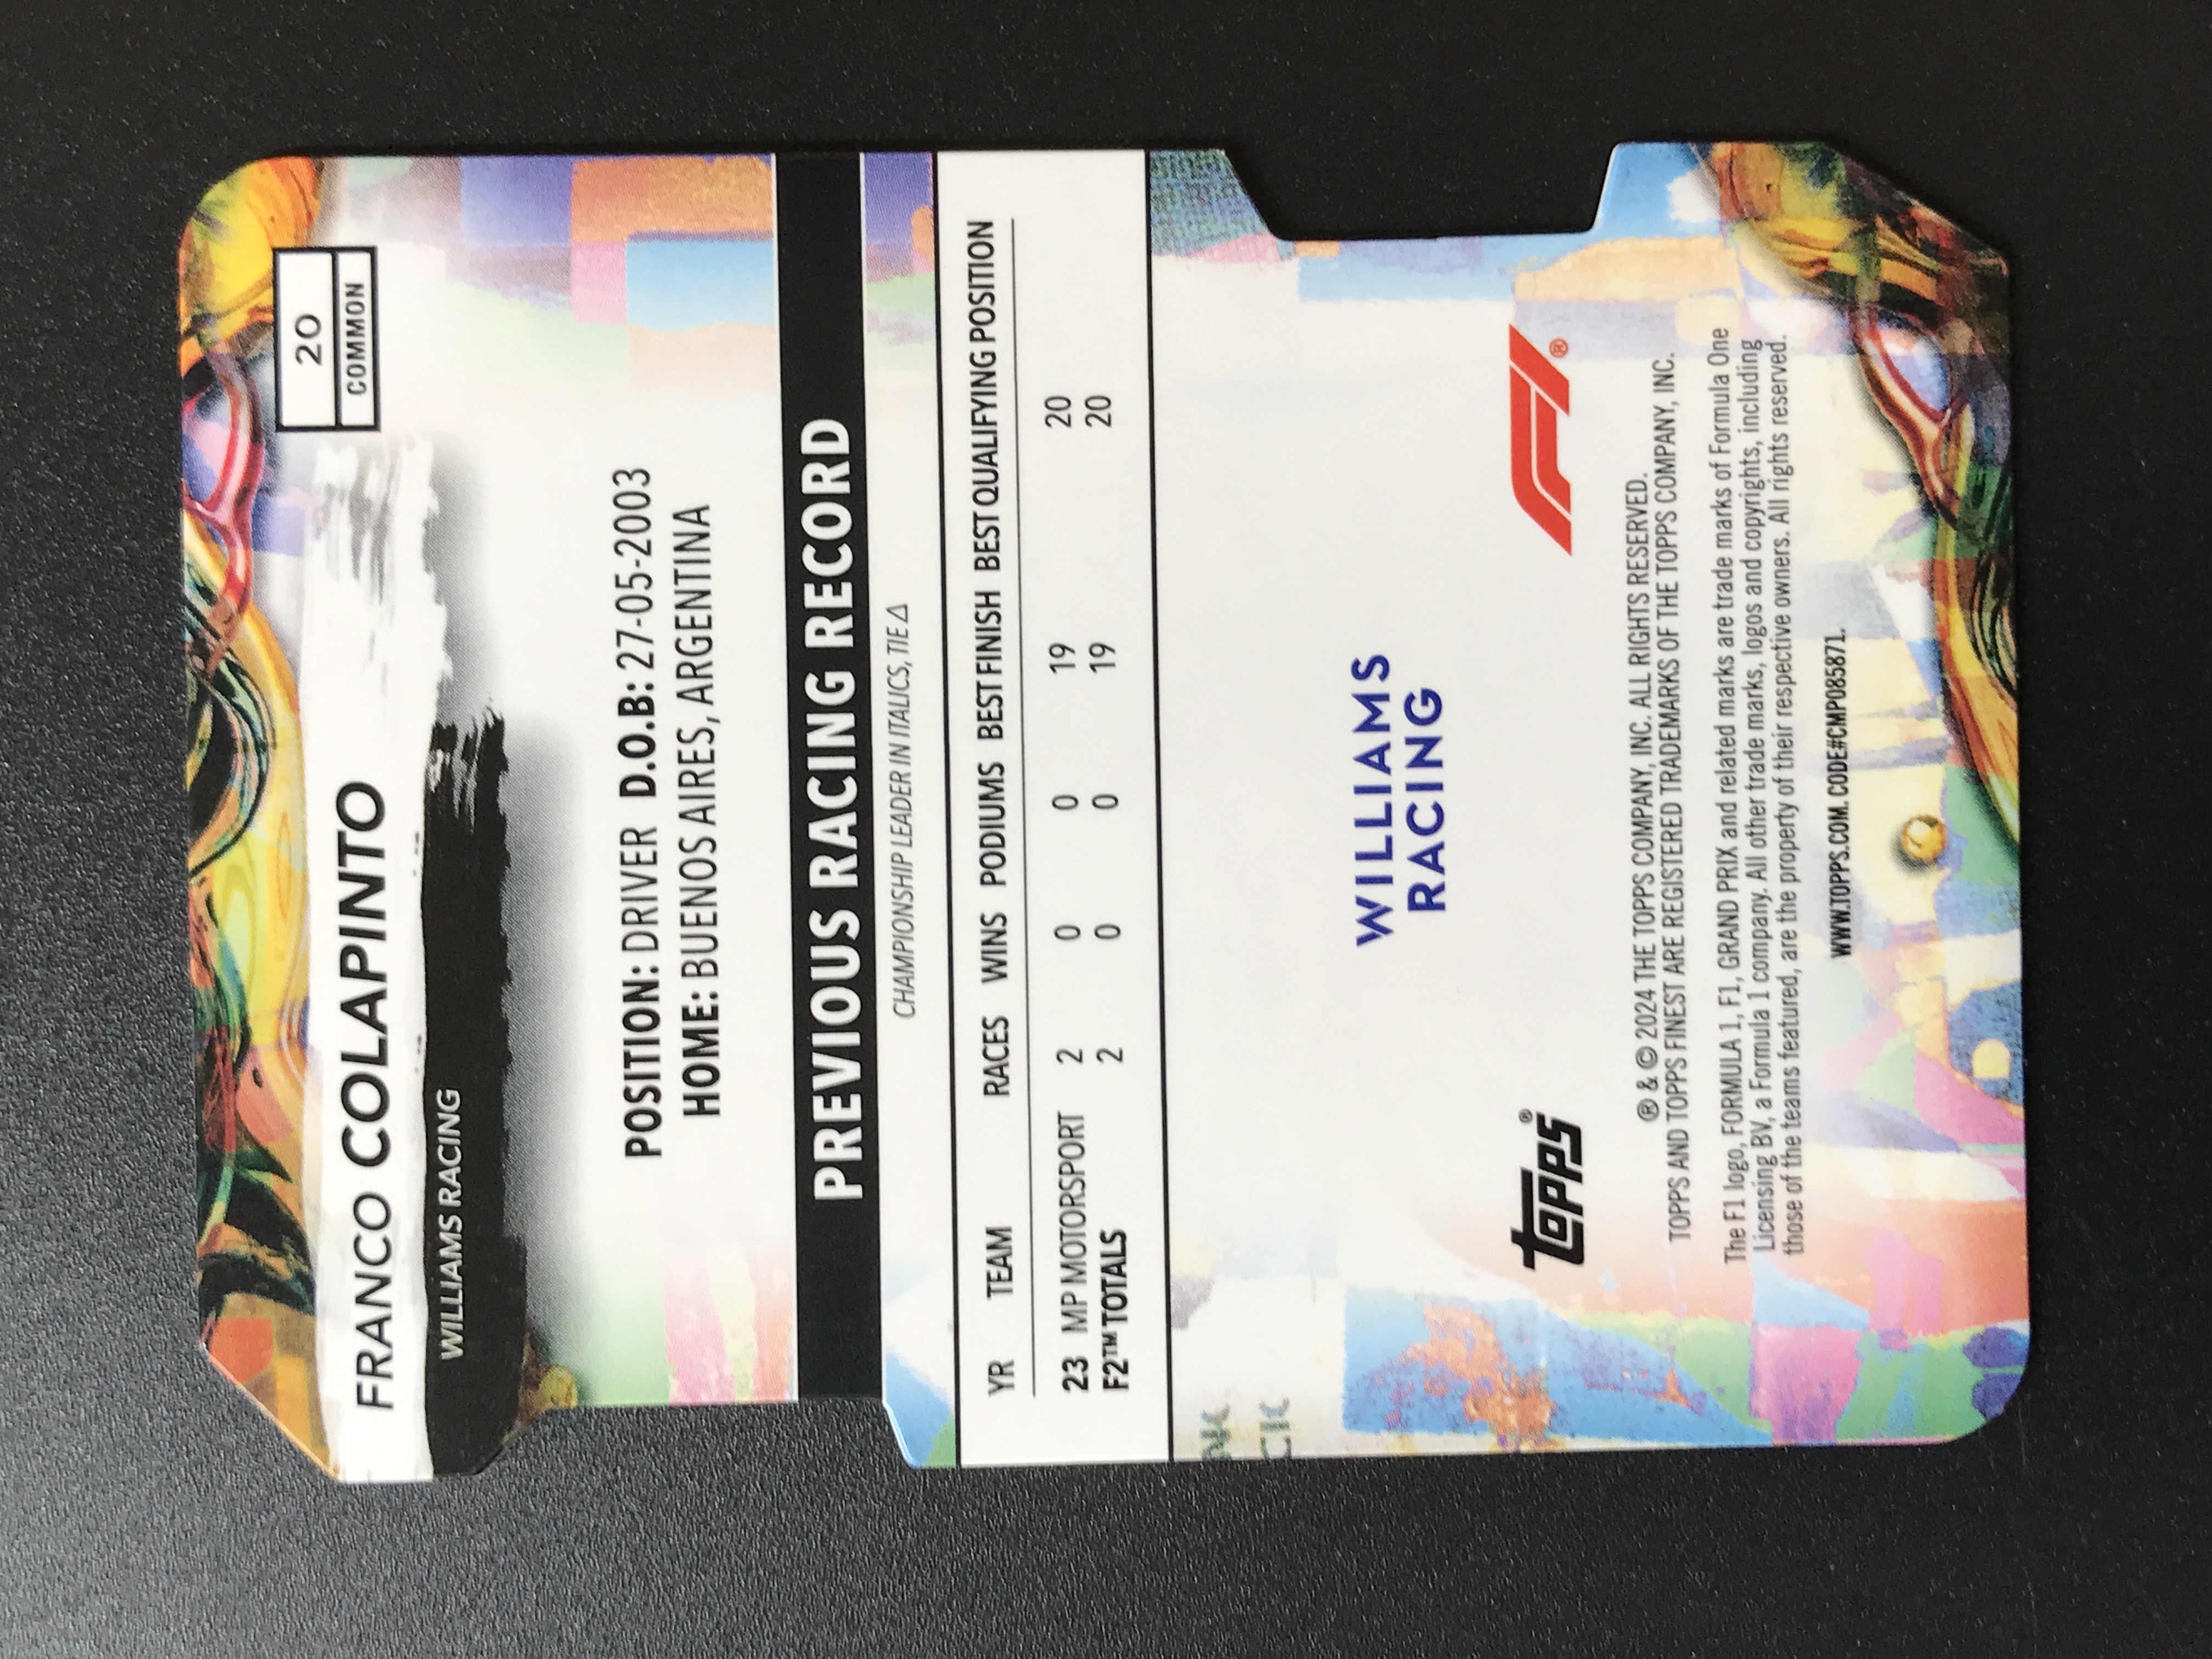 20
COMMON
FRANCO COLAPINTO
WILLIAMS RACING
POSITION: DRIVER D.O.B: 27-05-2003
HOME: BUENOS AIRES, ARGENTINA
PREVIOUS RACING RECORD
CHAMPIONSHIP LEADER IN ITALICS, TIE Δ
YR TEAM RACES WINS PODIUMS BEST FINISH BEST QUALIFYING POSITION
23 MP MOTORSPORT 2 0 0 19 20
F2™ TOTALS 2 0 0 19 20
WILLIAMS
RACING
topps® F1®
® & © 2024 THE TOPPS COMPANY, INC. ALL RIGHTS RESERVED.
TOPPS AND TOPPS FINEST ARE REGISTERED TRADEMARKS OF THE TOPPS COMPANY, INC.
The F1 logo, FORMULA 1, F1, GRAND PRIX and related marks are trade marks of Formula One
Licensing BV, a Formula 1 company. All other trade marks, logos and copyrights, including
those of the teams featured, are the property of their respective owners. All rights reserved.
WWW.TOPPS.COM. CODE#CMP085871.